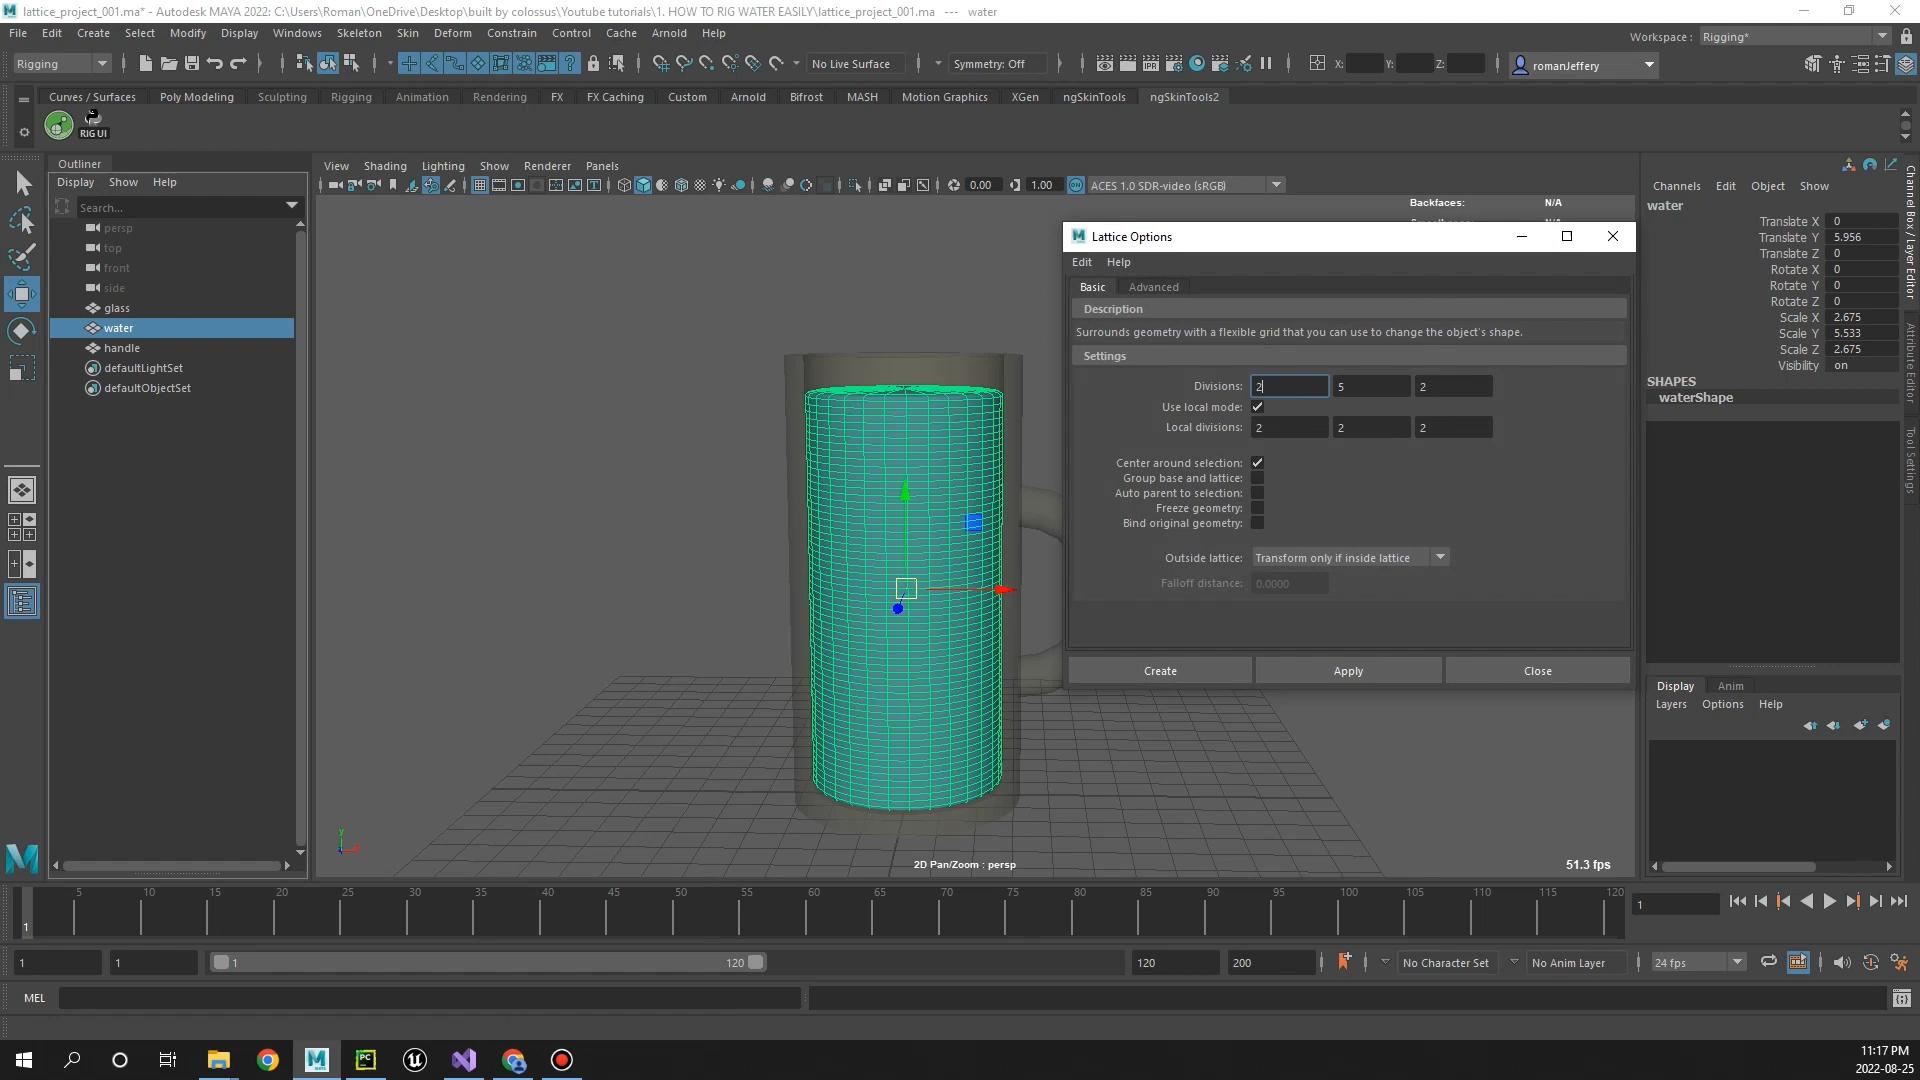 lattice_project_001.ma* - Autodesk MAYA 2022: C:\Users\Roman\OneDrive\Desktop\built by colossus\Youtube tutorials\1. HOW TO RIG WATER EASILY\lattice_project_001.ma --- water
File Edit Create Select Modify Display Windows Skeleton Skin Deform Constrain Control Cache Arnold Help
Workspace : Rigging*
Rigging
No Live Surface
Symmetry: Off
IPR
X:
Y:
Z:
romanJeffery
Curves / Surfaces Poly Modeling Sculpting Rigging Animation Rendering FX FX Caching Custom Arnold Bifrost MASH Motion Graphics XGen ngSkinTools ngSkinTools2
RIG UI
Outliner
Display Show Help
Search...
persp
top
front
side
glass
water
handle
defaultLightSet
defaultObjectSet
View Shading Lighting Show Renderer Panels
0.00
1.00
ACES 1.0 SDR-video (sRGB)
Backfaces: N/A
Lattice Options
Edit Help
Basic Advanced
Description
Surrounds geometry with a flexible grid that you can use to change the object's shape.
Settings
Divisions: 2 5 2
Use local mode:
Local divisions: 2 2 2
Center around selection:
Group base and lattice:
Auto parent to selection:
Freeze geometry:
Bind original geometry:
Outside lattice: Transform only if inside lattice
Falloff distance: 0.0000
Create Apply Close
2D Pan/Zoom : persp
51.3 fps
y
Channels Edit Object Show
water
Translate X 0
Translate Y 5.956
Translate Z 0
Rotate X 0
Rotate Y 0
Rotate Z 0
Scale X 2.675
Scale Y 5.533
Scale Z 2.675
Visibility on
SHAPES
waterShape
Channel Box / Layer Editor
Attribute Editor
Tool Settings
Display Anim
Layers Options Help
5 10 15 20 25 30 35 40 45 50 55 60 65 70 75 80 85 90 95 100 105 110 115 120
1
1
1
1
1
120
120
200
No Character Set
No Anim Layer
24 fps
MEL
M
PC
11:17 PM
2022-08-25